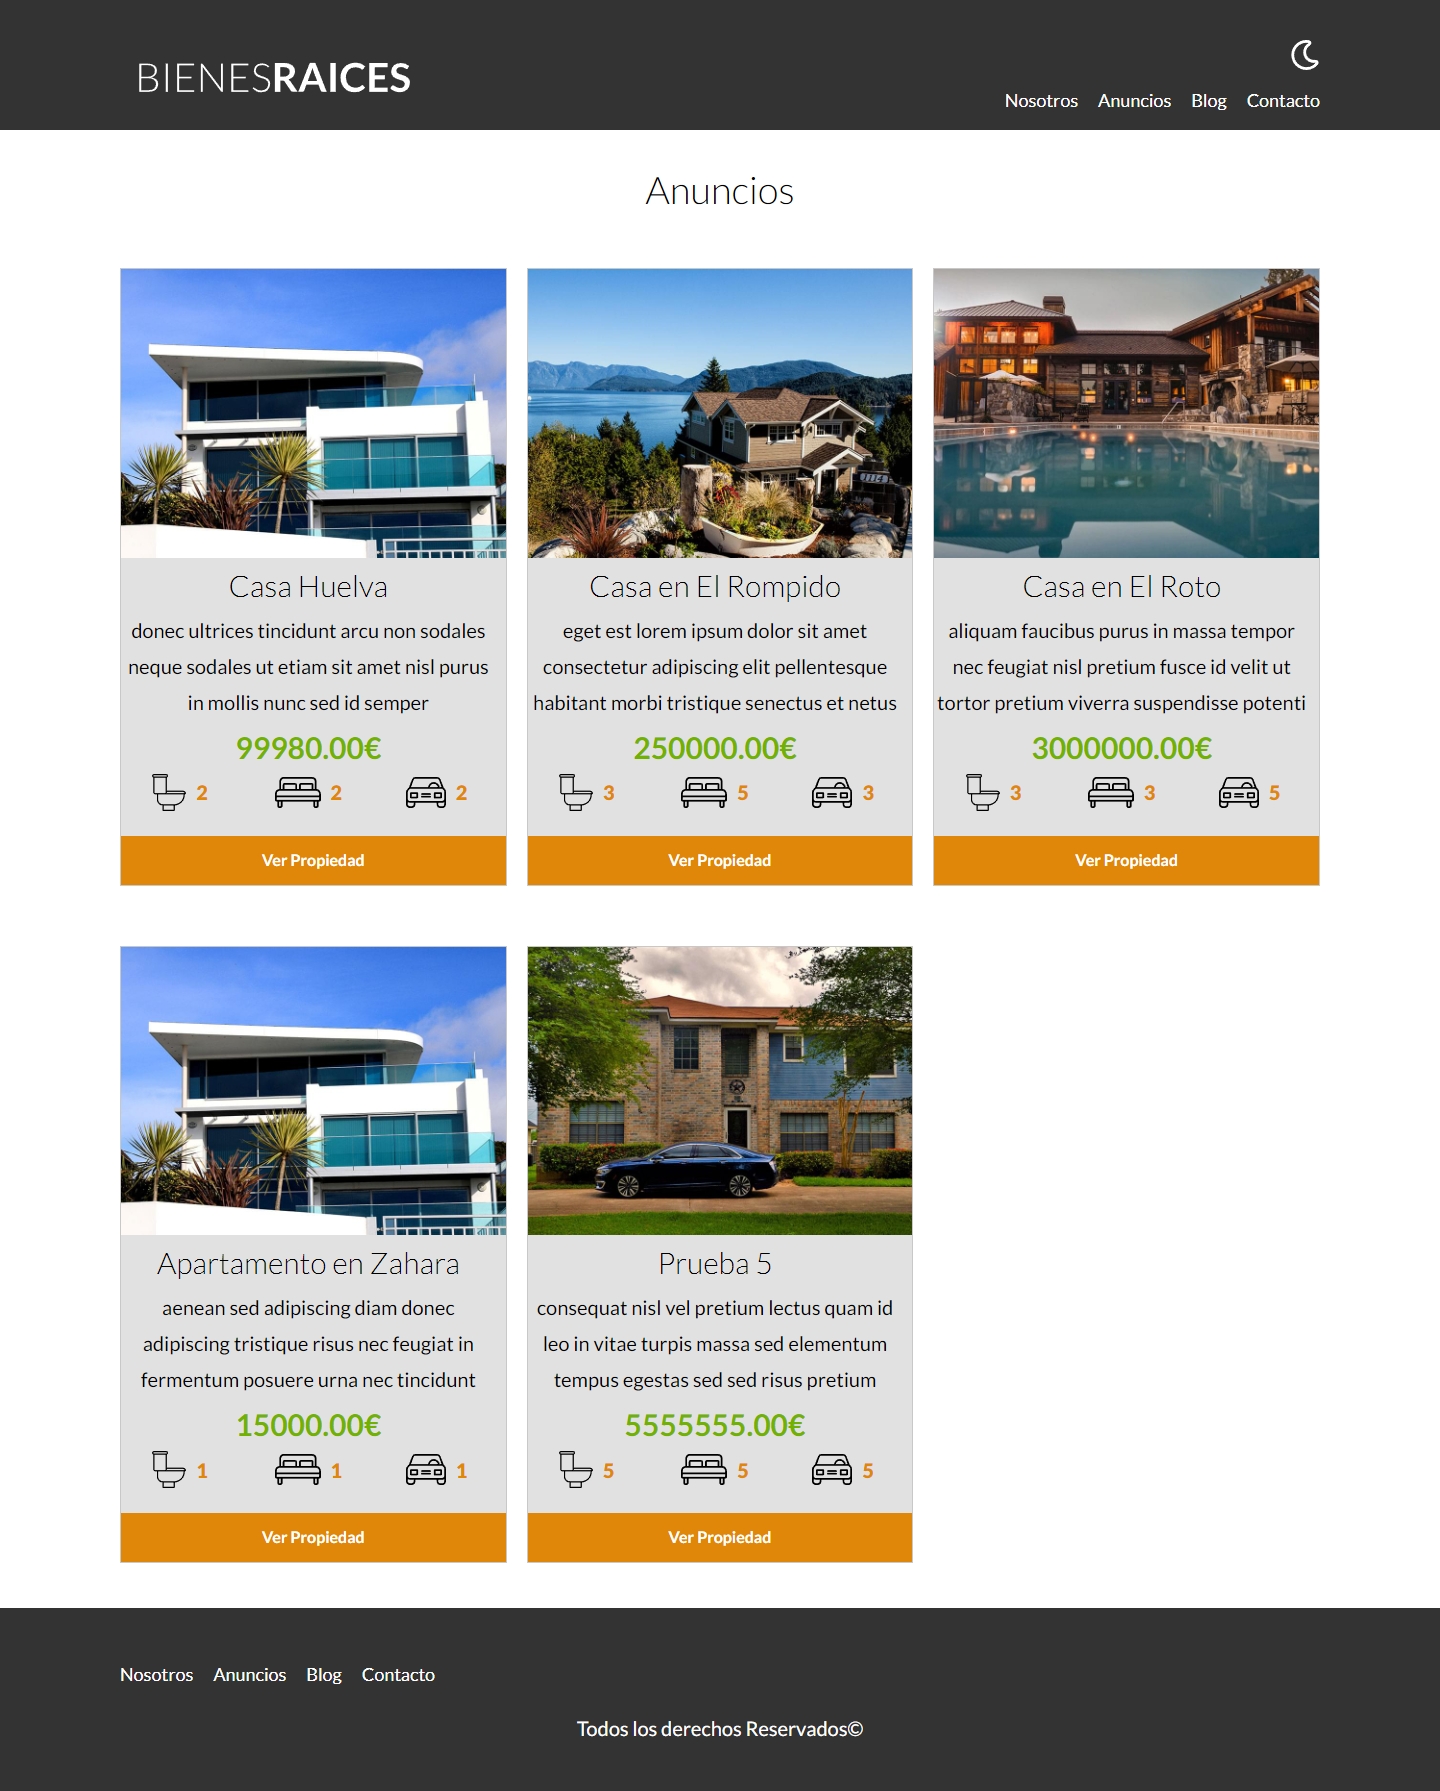 BIENESRAICES
Nosotros Anuncios Blog Contacto
Anuncios
1114
Casa Huelva
donec ultrices tincidunt arcu non sodales
neque sodales ut etiam sit amet nisl purus
in mollis nunc sed id semper
99980.00€
2 2 2
Ver Propiedad
Casa en El Rompido
eget est lorem ipsum dolor sit amet
consectetur adipiscing elit pellentesque
habitant morbi tristique senectus et netus
250000.00€
3 5 3
Ver Propiedad
Casa en El Roto
aliquam faucibus purus in massa tempor
nec feugiat nisl pretium fusce id velit ut
tortor pretium viverra suspendisse potenti
3000000.00€
3 3 5
Ver Propiedad
Apartamento en Zahara
aenean sed adipiscing diam donec
adipiscing tristique risus nec feugiat in
fermentum posuere urna nec tincidunt
15000.00€
1 1 1
Ver Propiedad
Prueba 5
consequat nisl vel pretium lectus quam id
leo in vitae turpis massa sed elementum
tempus egestas sed sed risus pretium
5555555.00€
5 5 5
Ver Propiedad
Nosotros Anuncios Blog Contacto
Todos los derechos Reservados©